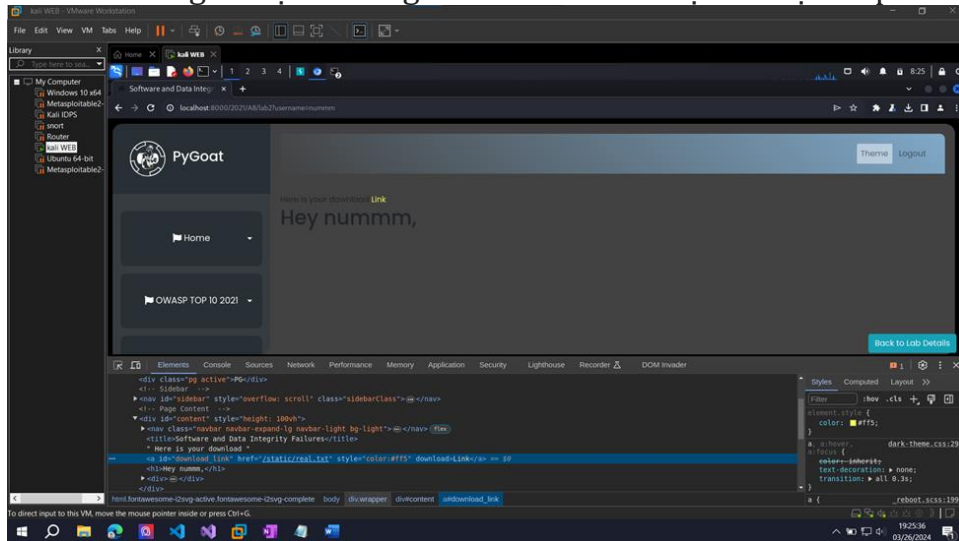 kali WEB - VMware Workstation
File Edit View VM Tabs Help
Library
Type here to sea...
My Computer
Windows 10 x64
Metasploitable2-
Kali IDPS
snort
Router
kali WEB
Ubuntu 64-bit
Metasploitable2-
Home
kali WEB
1 2 3 4
8:25
Software and Data Integr
localhost:8000/2021/A8/lab2?username=nummm
PyGoat
Theme
Logout
Here is your download Link
Hey nummm,
Home
OWASP TOP 10 2021
Back to Lab Details
Elements Console Sources Network Performance Memory Application Security Lighthouse Recorder DOM Invader
1
<div class="pg active">PG</div>
<!-- Sidebar -->
<nav id="sidebar" style="overflow: scroll" class="sidebarClass"></nav>
<!-- Page Content -->
<div id="content" style="height: 100vh">
<nav class="navbar navbar-expand-lg navbar-light bg-light"></nav> flex
<title>Software and Data Integrity Failures</title>
" Here is your download "
<a id="download_link" href="/static/real.txt" style="color:#ff5" download>Link</a> == $0
<h1>Hey nummm,</h1>
<div></div>
</div>
html.fontawesome-i2svg-active.fontawesome-i2svg-complete body div.wrapper div#content a#download_link
Styles Computed Layout
Filter :hov .cls
element.style {
color: #ff5;
}
a, a:hover, dark-theme.css:29
a:focus {
color: inherit;
text-decoration: none;
transition: all 0.3s;
}
a { _reboot.scss:199
To direct input to this VM, move the mouse pointer inside or press Ctrl+G.
19:25:36
03/26/2024